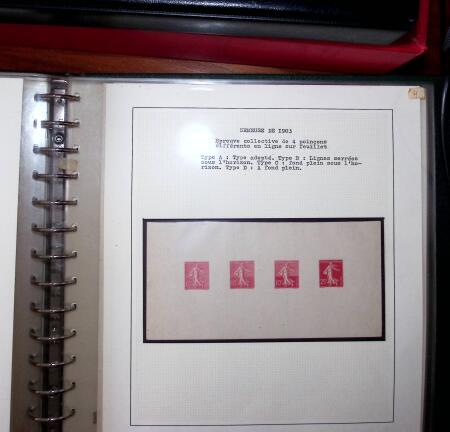 SEMEUSE DE 1903
Epreuve collective de 4 poinçons
différents en ligne sur feuillet
Type A : Type adopté. Type B : Lignes serrées
sous l'horizon. Type C : fond plein sous l'ho-
rizon. Type D : A fond plein.